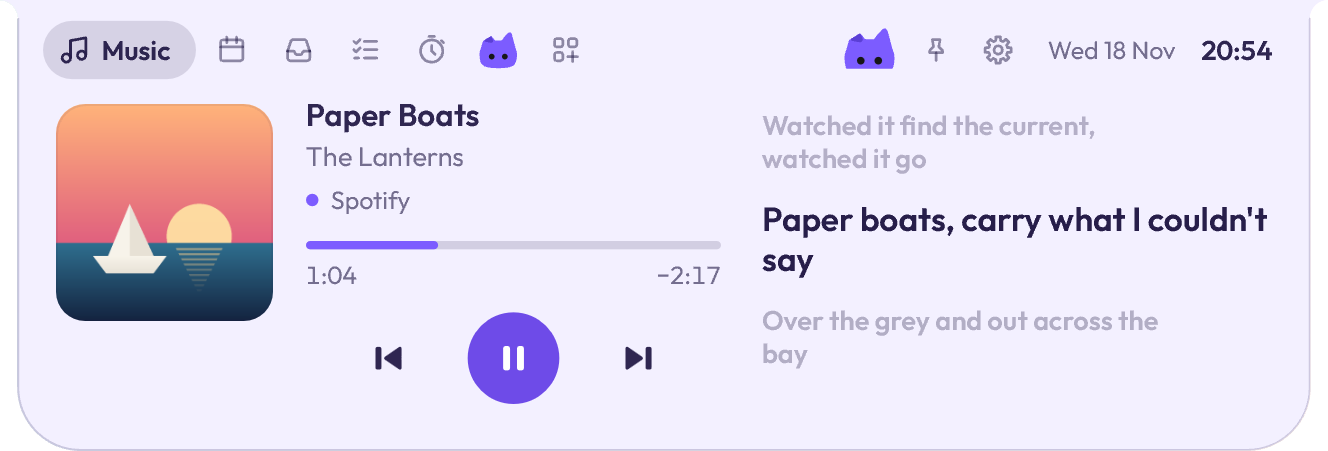 Music
Wed 18 Nov
20:54
Paper Boats
The Lanterns
Spotify
1:04
−2:17
Watched it find the current,
watched it go
Paper boats, carry what I couldn't
say
Over the grey and out across the
bay